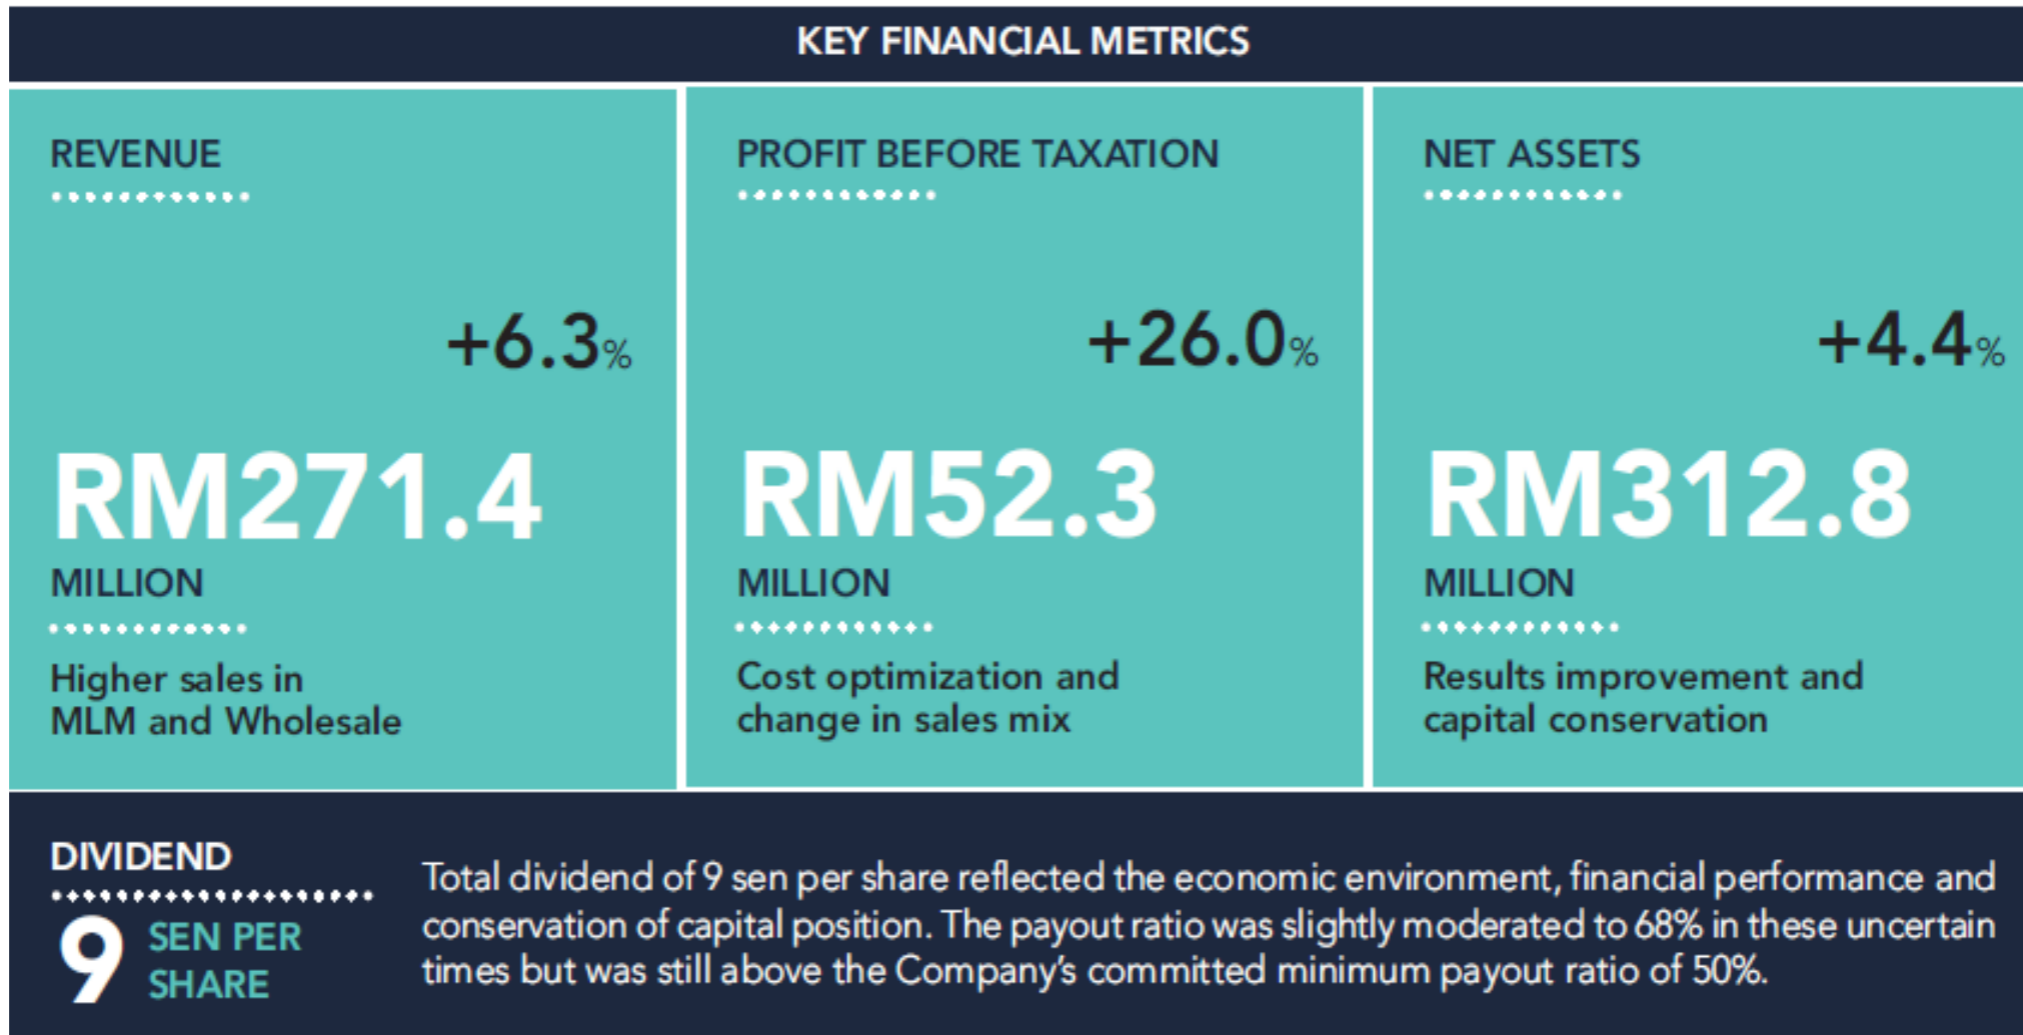 KEY FINANCIAL METRICS
REVENUE
+6.3%
RM271.4
MILLION
Higher sales in
MLM and Wholesale
PROFIT BEFORE TAXATION
+26.0%
RM52.3
MILLION
Cost optimization and
change in sales mix
NET ASSETS
+4.4%
RM312.8
MILLION
Results improvement and
capital conservation
DIVIDEND
9 SEN PER
SHARE
Total dividend of 9 sen per share reflected the economic environment, financial performance and
conservation of capital position. The payout ratio was slightly moderated to 68% in these uncertain
times but was still above the Company's committed minimum payout ratio of 50%.